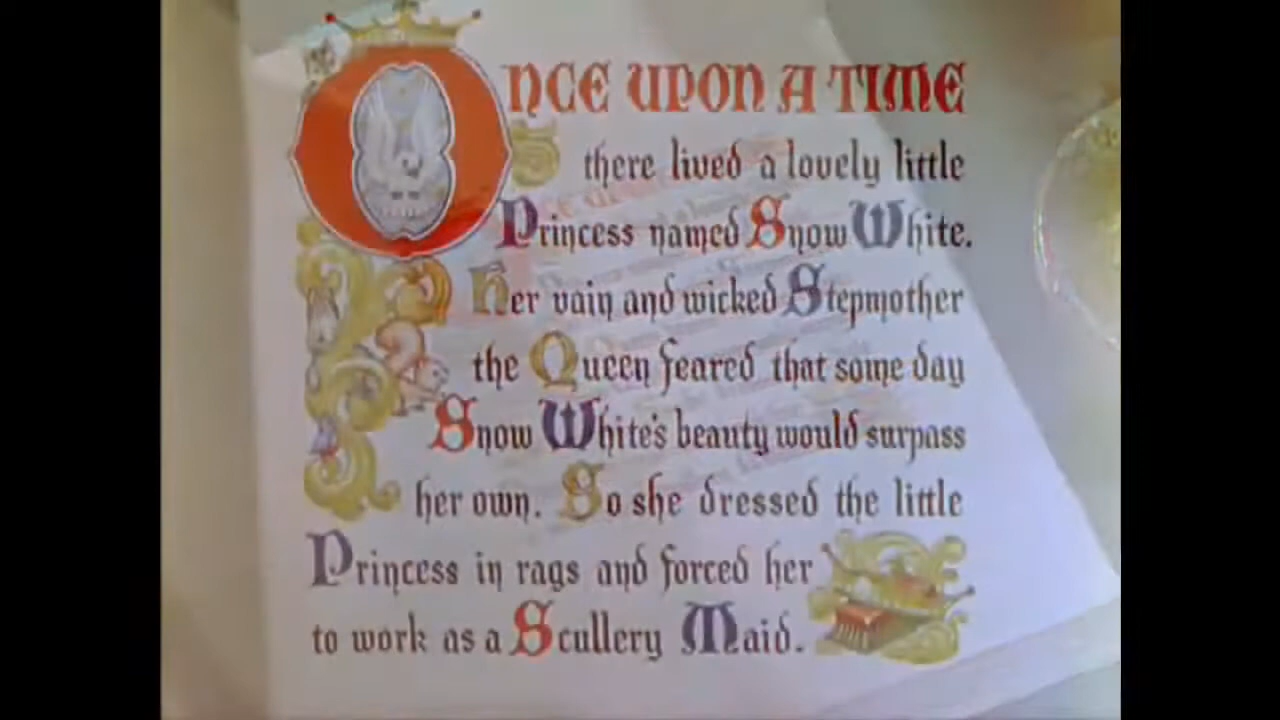 ONCE UPON A TIME
there lived a lovely little
Princess named Snow White.
Her vain and wicked Stepmother
the Queen feared that some day
Snow White's beauty would surpass
her own. So she dressed the little
Princess in rags and forced her
to work as a Scullery Maid.